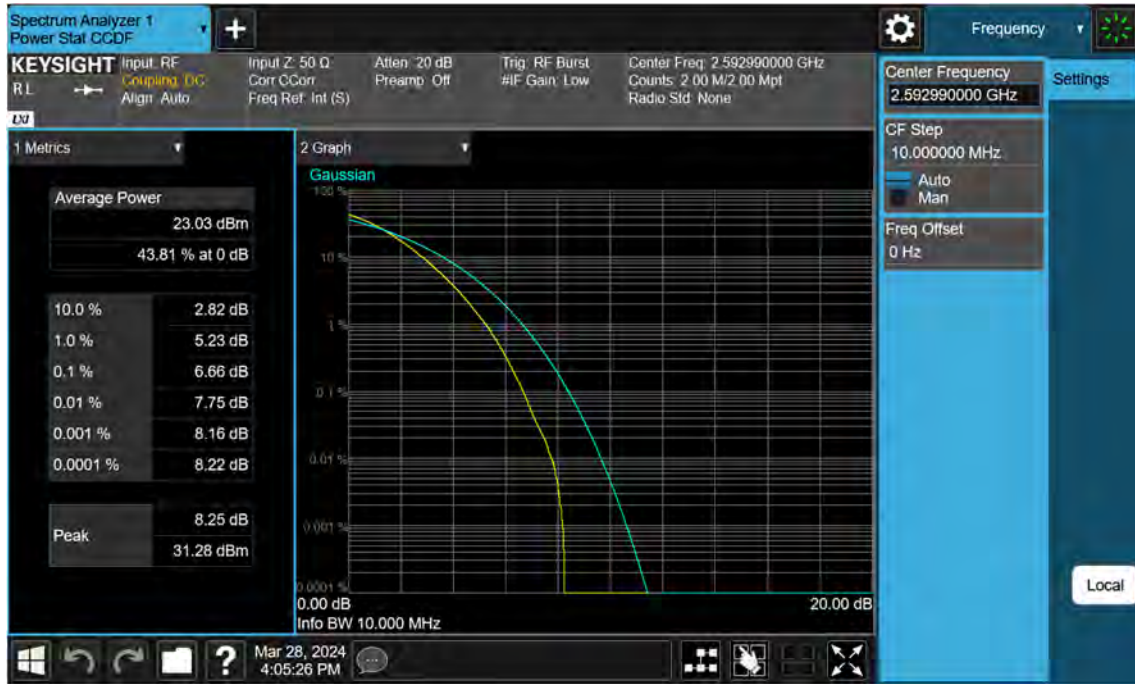 Spectrum Analyzer 1
Power Stat CCDF
+
Frequency
KEYSIGHT
RL
LXI
Input: RF
Coupling: DC
Align: Auto
Input Z: 50 Ω
Corr CCorr
Freq Ref: Int (S)
Atten: 20 dB
Preamp: Off
Trig: RF Burst
#IF Gain: Low
Center Freq: 2.592990000 GHz
Counts: 2.00 M/2.00 Mpt
Radio Std: None
Center Frequency
2.592990000 GHz
Settings
CF Step
10.000000 MHz
Auto
Man
Freq Offset
0 Hz
Local
1 Metrics
Average Power
23.03 dBm
43.81 % at 0 dB
10.0 % 2.82 dB
1.0 % 5.23 dB
0.1 % 6.66 dB
0.01 % 7.75 dB
0.001 % 8.16 dB
0.0001 % 8.22 dB
Peak
8.25 dB
31.28 dBm
2 Graph
Gaussian
100 %
10 %
1 %
0.1 %
0.01 %
0.001 %
0.0001 %
0.00 dB
20.00 dB
Info BW 10.000 MHz
?
Mar 28, 2024
4:05:26 PM